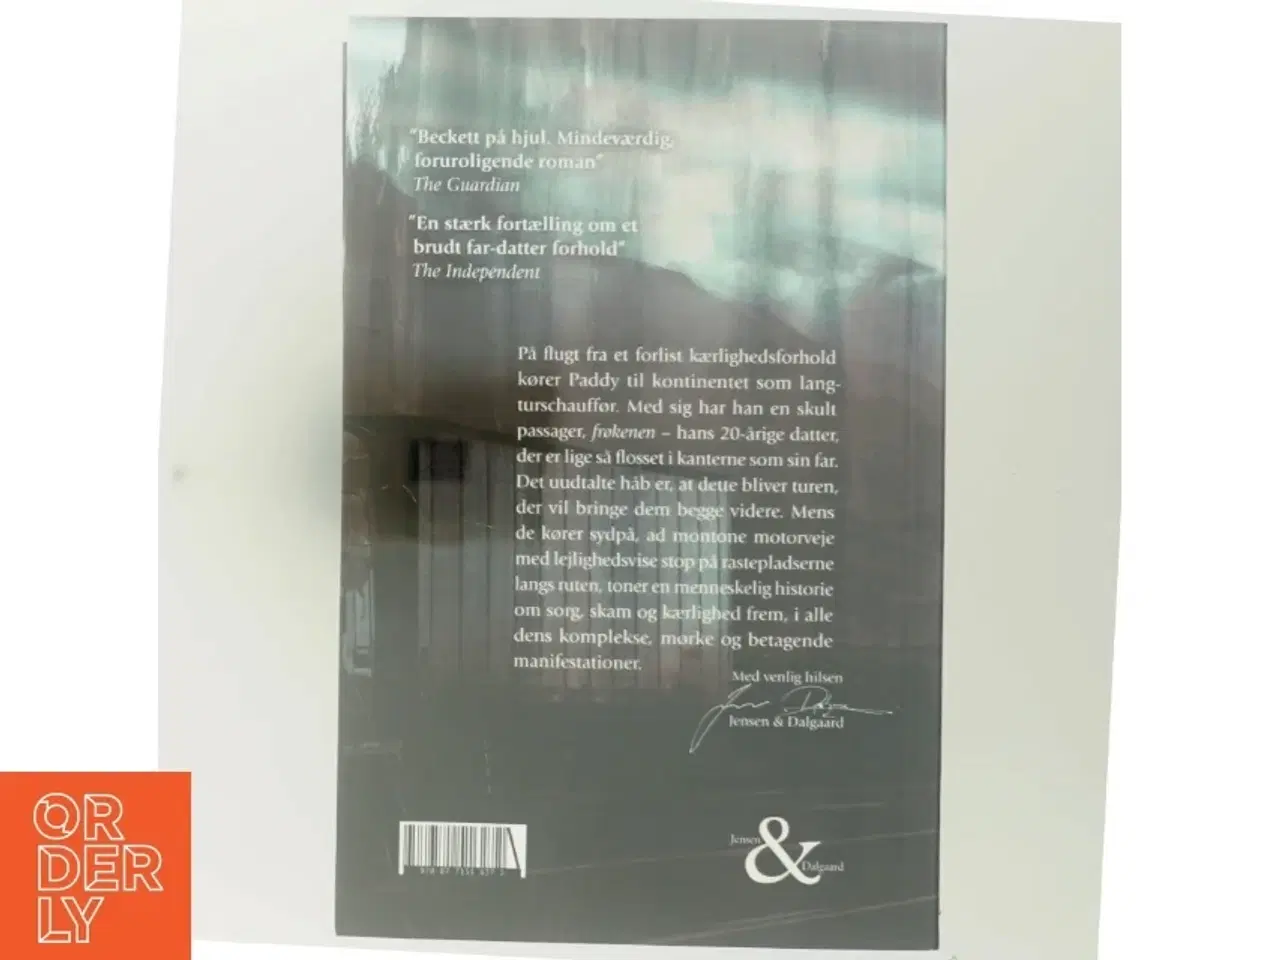 "Beckett på hjul. Mindeværdig,
foruroligende roman"
The Guardian
"En stærk fortælling om et
brudt far-datter forhold"
The Independent
På flugt fra et forlist kærlighedsforhold
kører Paddy til kontinentet som lang-
turschauffør. Med sig har han en skult
passager, frøkenen – hans 20-årige datter,
der er lige så flosset i kanterne som sin far.
Det uudtalte håb er, at dette bliver turen,
der vil bringe dem begge videre. Mens
de kører sydpå, ad montone motorveje
med lejlighedsvise stop på rastepladserne
langs ruten, toner en menneskelig historie
om sorg, skam og kærlighed frem, i alle
dens komplekse, mørke og betagende
manifestationer.
Med venlig hilsen
Jensen & Dalgaard
Jensen
&
Dalgaard
OR
DER
LY